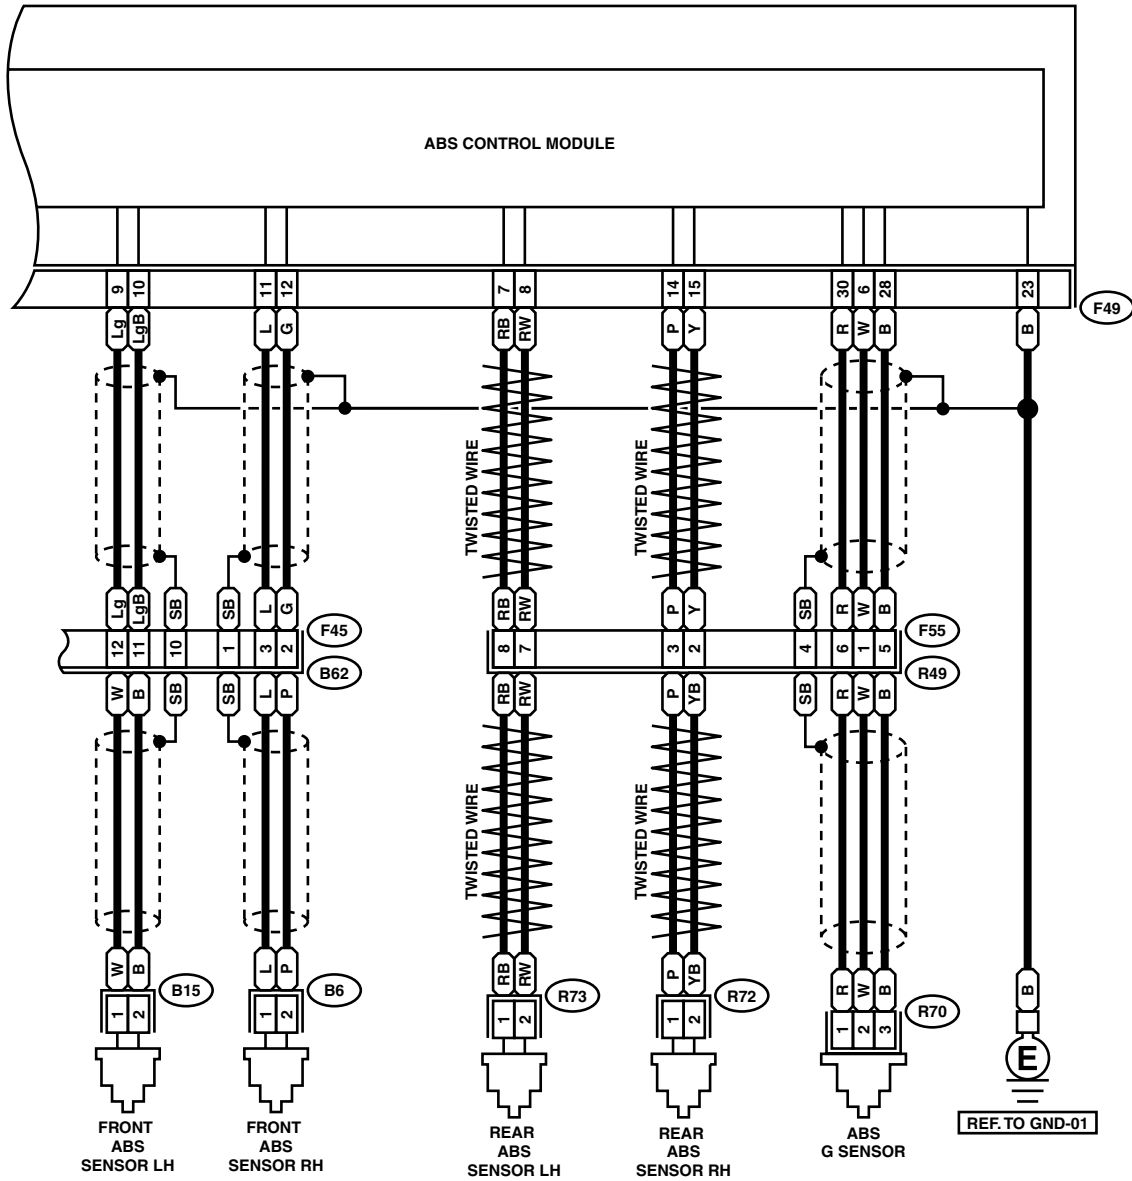 ABS CONTROL MODULE
9 10 11 12 7 8 14 15 30 6 28 23
F49
Lg LgB L G RB RW P Y R W B B
TWISTED WIRE
TWISTED WIRE
Lg LgB SB SB L G RB RW P Y SB R W B
F45
F55
12 11 10 1 3 2 8 7 3 2 4 6 1 5
B62
R49
W B SB SB L P RB RW P YB SB R W B
TWISTED WIRE
TWISTED WIRE
W B L P RB RW P YB R W B B
B15
B6
R73
R72
R70
1 2 1 2 1 2 1 2 1 2 3
E
FRONT
ABS
SENSOR LH
FRONT
ABS
SENSOR RH
REAR
ABS
SENSOR LH
REAR
ABS
SENSOR RH
ABS
G SENSOR
REF. TO GND-01